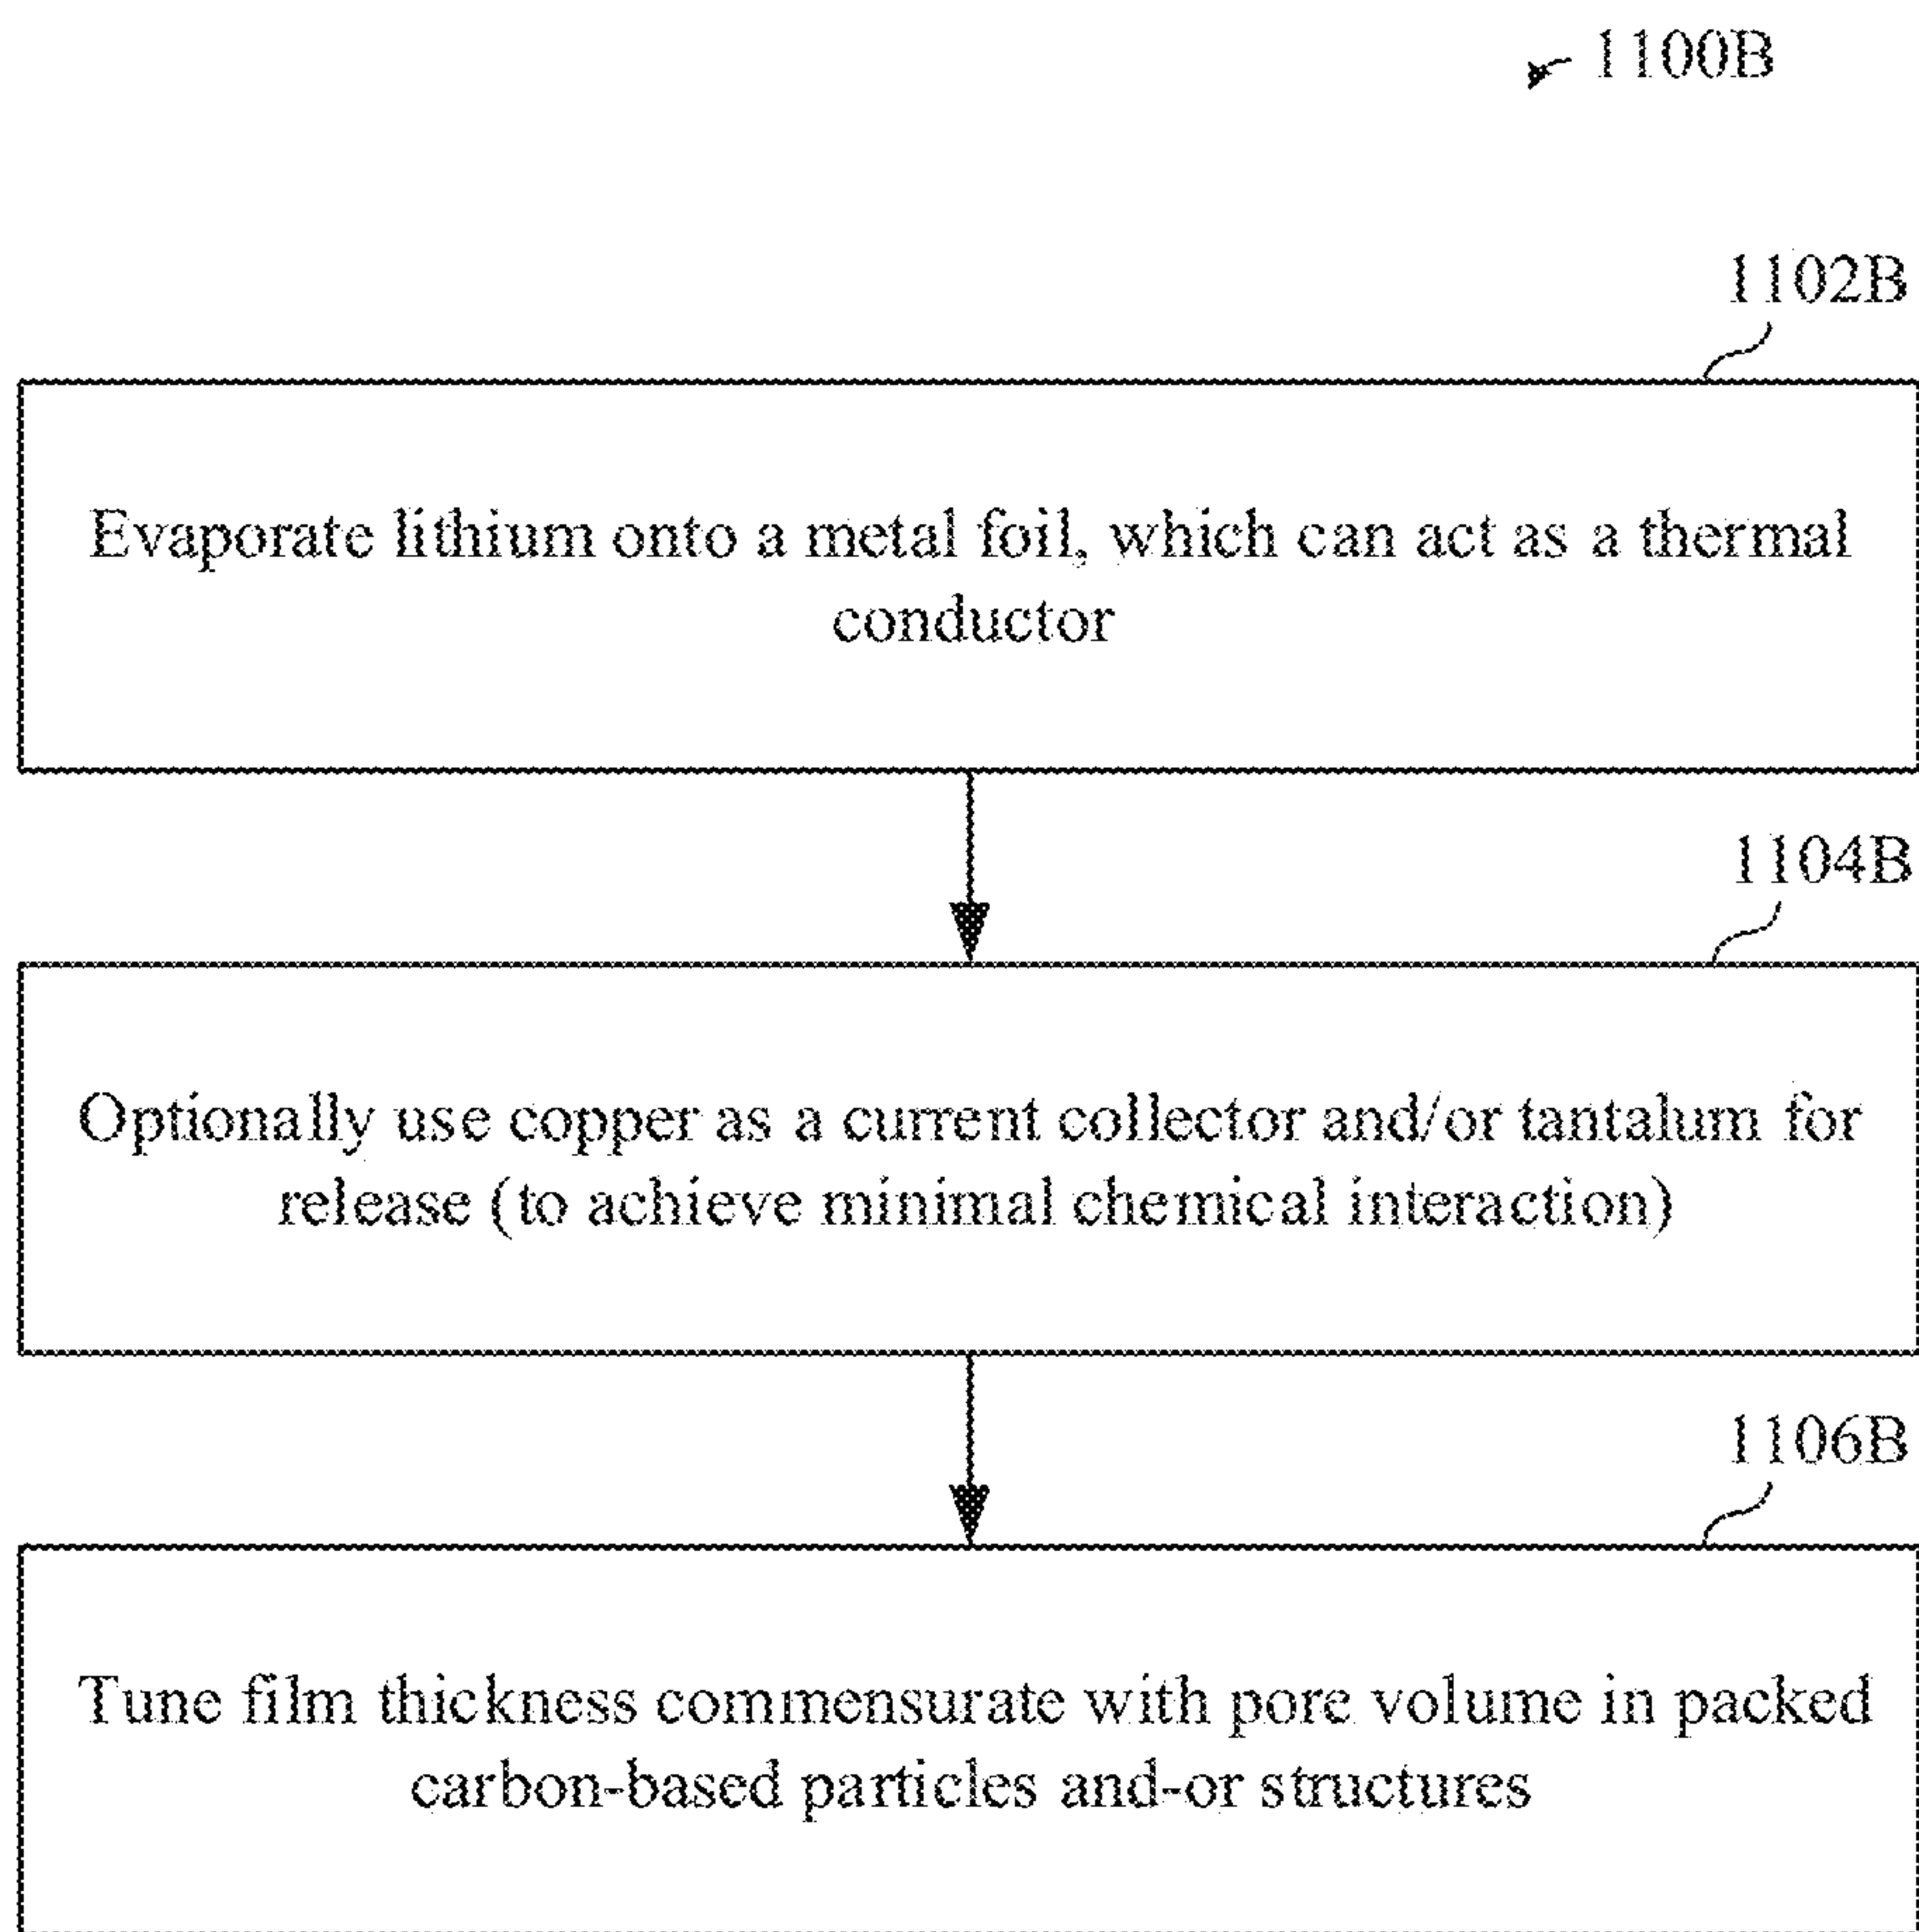 1100B
1102B
Evaporate lithium onto a metal foil, which can act as a thermal
conductor
1104B
Optionally use copper as a current collector and/or tantalum for
release (to achieve minimal chemical interaction)
1106B
Tune film thickness commensurate with pore volume in packed
carbon-based particles and-or structures